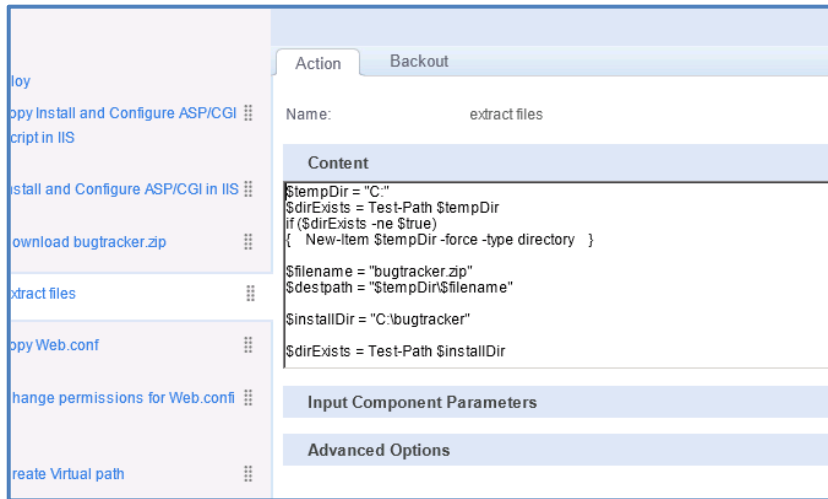 loy
opy Install and Configure ASP/CGI
cript in IIS
nstall and Configure ASP/CGI in IIS
ownload bugtracker.zip
xtract files
opy Web.conf
hange permissions for Web.confi
reate Virtual path
Action Backout
Name: extract files
Content
$tempDir = "C:"
$dirExists = Test-Path $tempDir
if ($dirExists -ne $true)
{ New-Item $tempDir -force -type directory }
$filename = "bugtracker.zip"
$destpath = "$tempDir\$filename"
$installDir = "C:\bugtracker"
$dirExists = Test-Path $installDir
Input Component Parameters
Advanced Options